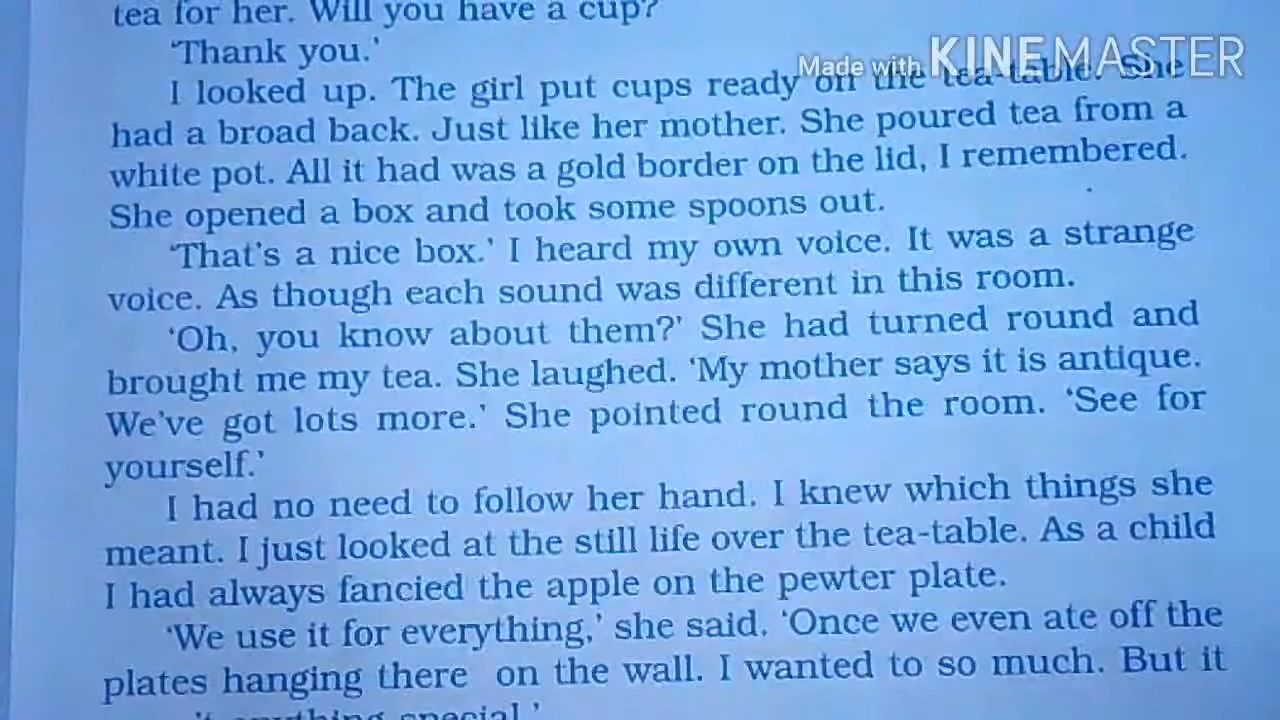 tea for her. Will you have a cup?'
'Thank you.'
Made with KINEMASTER
I looked up. The girl put cups ready on the tea-table. She
had a broad back. Just like her mother. She poured tea from a
white pot. All it had was a gold border on the lid, I remembered.
She opened a box and took some spoons out.
'That's a nice box.' I heard my own voice. It was a strange
voice. As though each sound was different in this room.
'Oh, you know about them?' She had turned round and
brought me my tea. She laughed. 'My mother says it is antique.
We've got lots more.' She pointed round the room. 'See for
yourself.'
I had no need to follow her hand. I knew which things she
meant. I just looked at the still life over the tea-table. As a child
I had always fancied the apple on the pewter plate.
'We use it for everything,' she said. 'Once we even ate off the
plates hanging there on the wall. I wanted to so much. But it
anything special.'